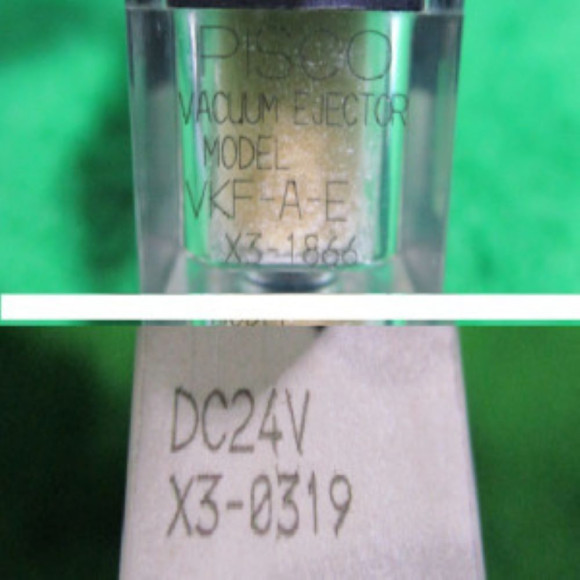 PISCO
VACUUM EJECTOR
MODEL
VKF-A-E
X3-1866
DC24V
X3-0319